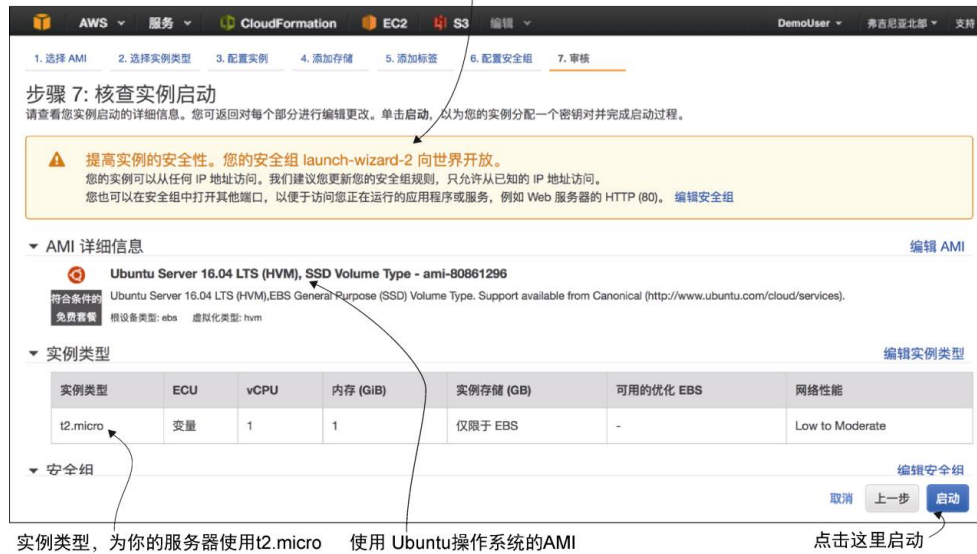 AWS 服务 CloudFormation EC2 S3 编辑 DemoUser 弗吉尼亚北部 支持
1. 选择 AMI 2. 选择实例类型 3. 配置实例 4. 添加存储 5. 添加标签 6. 配置安全组 7. 审核
步骤 7: 核查实例启动
请查看您实例启动的详细信息。您可返回对每个部分进行编辑更改。单击启动，以为您的实例分配一个密钥对并完成启动过程。
提高实例的安全性。您的安全组 launch-wizard-2 向世界开放。
您的实例可以从任何 IP 地址访问。我们建议您更新您的安全组规则，只允许从已知的 IP 地址访问。
您也可以在安全组中打开其他端口，以便于访问您正在运行的应用程序或服务，例如 Web 服务器的 HTTP (80)。 编辑安全组
AMI 详细信息 编辑 AMI
Ubuntu Server 16.04 LTS (HVM), SSD Volume Type - ami-80861296
符合条件的 Ubuntu Server 16.04 LTS (HVM),EBS General Purpose (SSD) Volume Type. Support available from Canonical (http://www.ubuntu.com/cloud/services).
免费套餐 根设备类型: ebs 虚拟化类型: hvm
实例类型 编辑实例类型
实例类型 ECU vCPU 内存 (GiB) 实例存储 (GB) 可用的优化 EBS 网络性能
t2.micro 变量 1 1 仅限于 EBS - Low to Moderate
安全组 编辑安全组
取消 上一步 启动
实例类型，为你的服务器使用t2.micro 使用 Ubuntu操作系统的AMI 点击这里启动